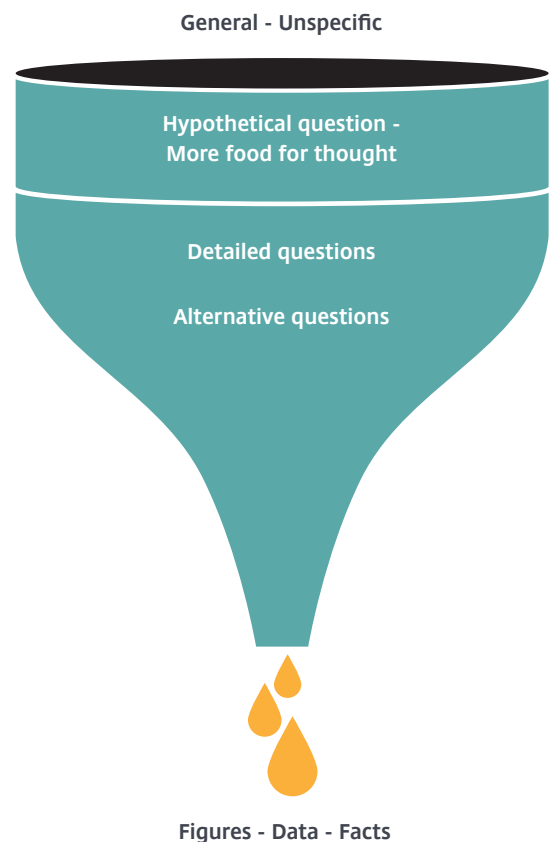 General - Unspecific
Hypothetical question -
More food for thought
Detailed questions
Alternative questions
Figures - Data - Facts